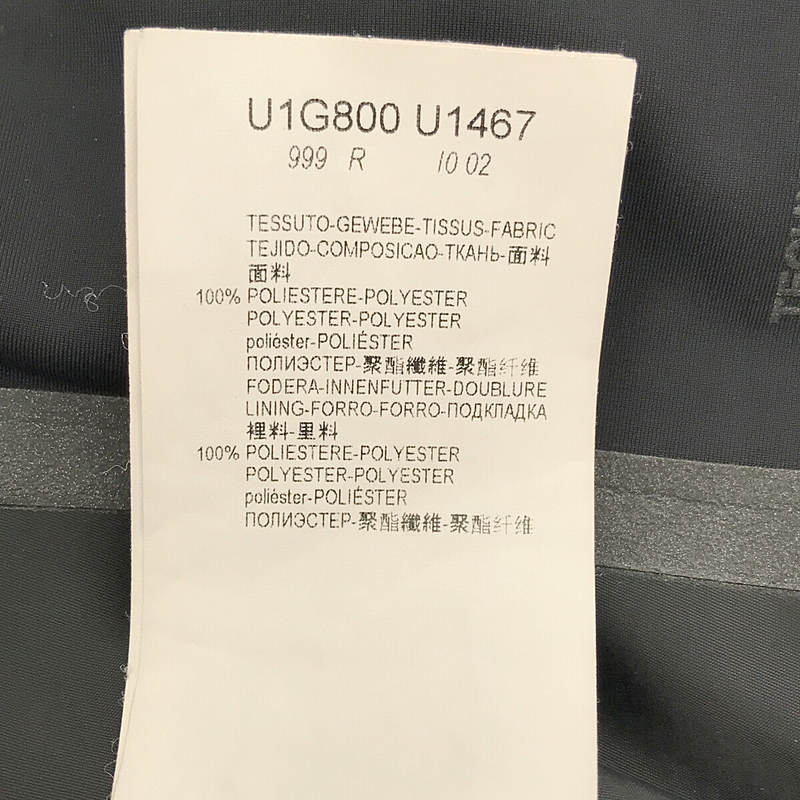 U1G800 U1467
999 R 10 02
TESSUTO-GEWEBE-TISSUS-FABRIC
TEJIDO-COMPOSICAO-ТКАНЬ-面料
面料
100% POLIESTERE-POLYESTER
POLYESTER-POLYESTER
poliéster-POLIÉSTER
ПОЛИЭСТЕР-聚酯纖維-聚酯纤维
FODERA-INNENFUTTER-DOUBLURE
LINING-FORRO-FORRO-ПОДКЛАДКА
裡料-里料
100% POLIESTERE-POLYESTER
POLYESTER-POLYESTER
poliéster-POLIÉSTER
ПОЛИЭСТЕР-聚酯纖維-聚酯纤维